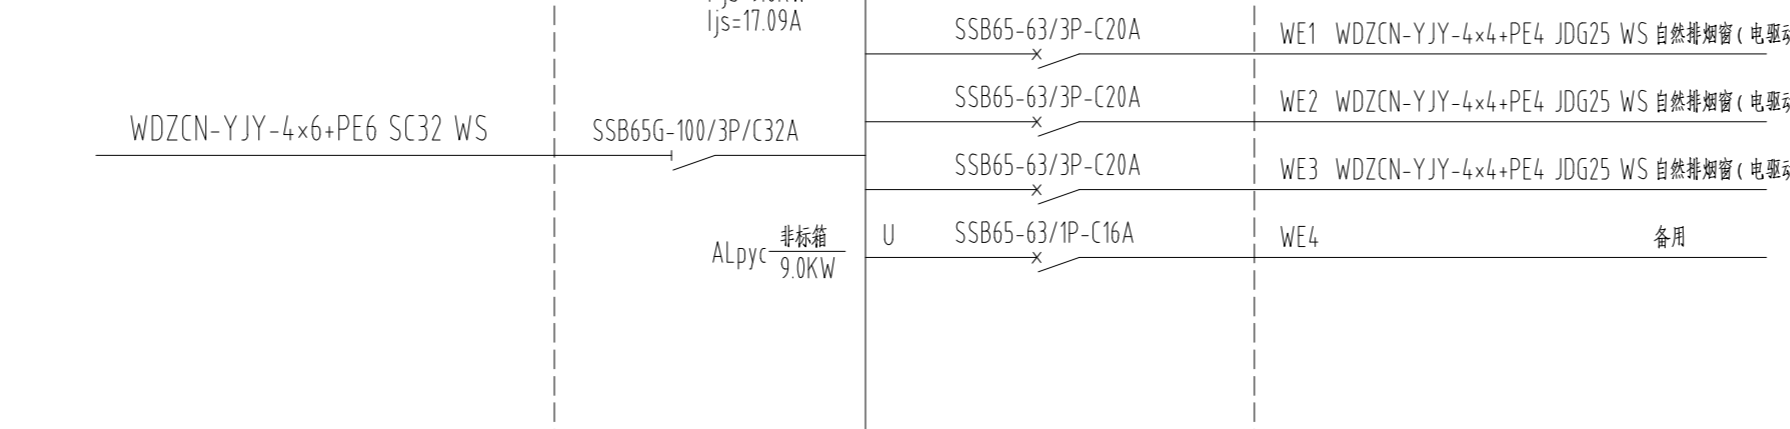 Ijs=17.09A
SSB65-63/3P-C20A
WE1 WDZCN-YJY-4×4+PE4 JDG25 WS 自然排烟窗(电驱动
SSB65-63/3P-C20A
WE2 WDZCN-YJY-4×4+PE4 JDG25 WS 自然排烟窗(电驱动
WDZCN-YJY-4×6+PE6 SC32 WS
SSB65G-100/3P/C32A
SSB65-63/3P-C20A
WE3 WDZCN-YJY-4×4+PE4 JDG25 WS 自然排烟窗(电驱动
ALpyc 非标箱
9.0KW
U
SSB65-63/1P-C16A
WE4
备用